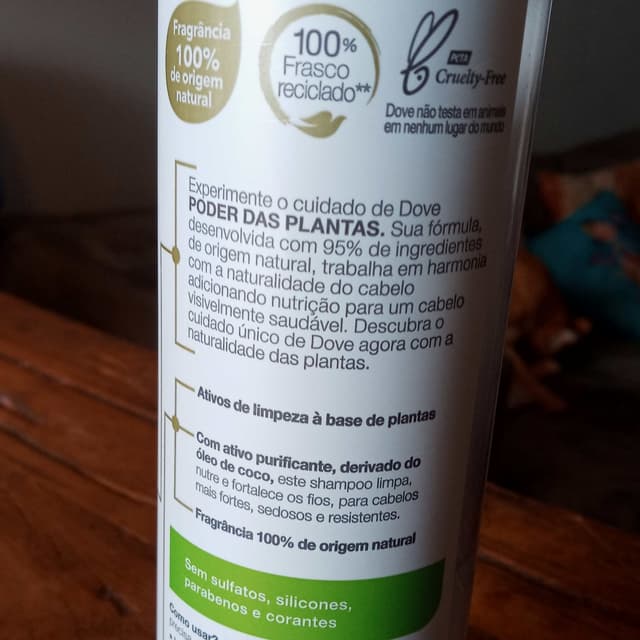 Fragrância
100%
de origem
natural
100%
Frasco
reciclado**
PETA
Cruelty-Free
Dove não testa em animais
em nenhum lugar do mundo
Experimente o cuidado de Dove
PODER DAS PLANTAS. Sua fórmula,
desenvolvida com 95% de ingredientes
de origem natural, trabalha em harmonia
com a naturalidade do cabelo
adicionando nutrição para um cabelo
visivelmente saudável. Descubra o
cuidado único de Dove agora com a
naturalidade das plantas.
Ativos de limpeza à base de plantas
Com ativo purificante, derivado do
óleo de coco, este shampoo limpa,
nutre e fortalece os fios, para cabelos
mais fortes, sedosos e resistentes.
Fragrância 100% de origem natural
Sem sulfatos, silicones,
parabenos e corantes
Como usar?